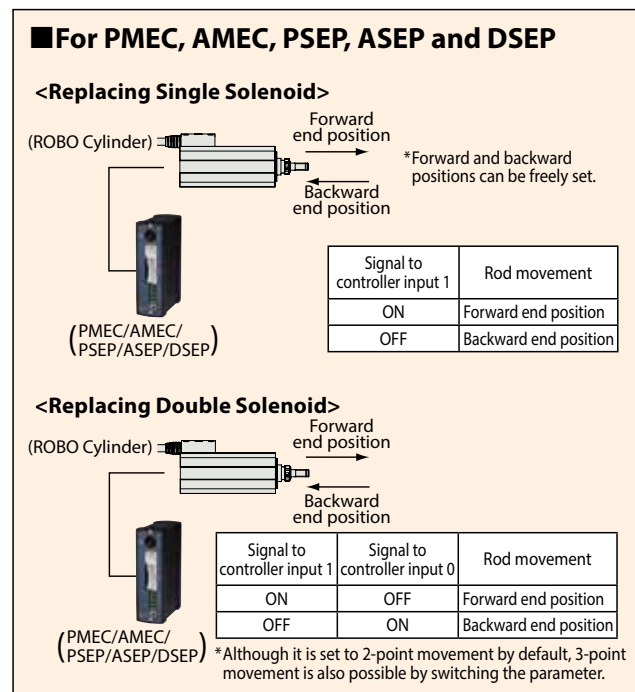 ■For PMEC, AMEC, PSEP, ASEP and DSEP
<Replacing Single Solenoid>
(ROBO Cylinder)
Forward
end position
Backward
end position
*Forward and backward
positions can be freely set.
(PMEC/AMEC/
PSEP/ASEP/DSEP)
Signal to
controller input 1
Rod movement
ON Forward end position
OFF Backward end position
<Replacing Double Solenoid>
(ROBO Cylinder)
Forward
end position
Backward
end position
(PMEC/AMEC/
PSEP/ASEP/DSEP)
Signal to
controller input 1
Signal to
controller input 0
Rod movement
ON OFF Forward end position
OFF ON Backward end position
*Although it is set to 2-point movement by default, 3-point
movement is also possible by switching the parameter.